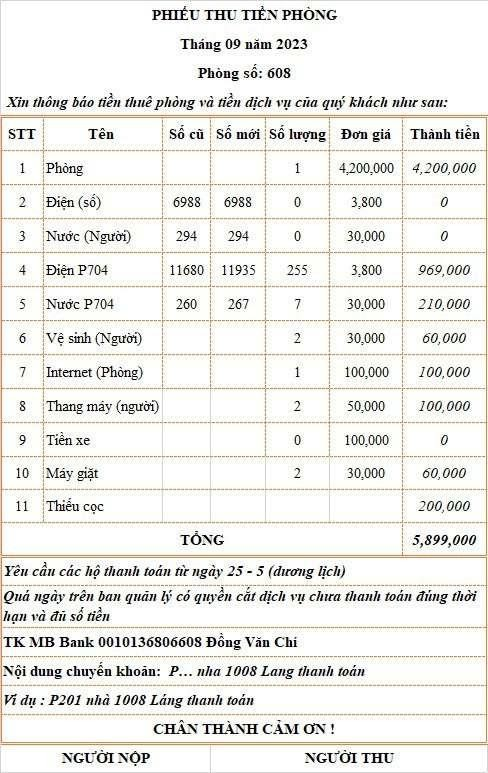 PHIẾU THU TIỀN PHÒNG
Tháng 09 năm 2023
Phòng số: 608
Xin thông báo tiền thuê phòng và tiền dịch vụ của quý khách như sau:
STT Tên Số cũ Số mới Số lượng Đơn giá Thành tiền
1 Phòng 1 4,200,000 4,200,000
2 Điện (số) 6988 6988 0 3,800 0
3 Nước (Người) 294 294 0 30,000 0
4 Điện P704 11680 11935 255 3,800 969,000
5 Nước P704 260 267 7 30,000 210,000
6 Vệ sinh (Người) 2 30,000 60,000
7 Internet (Phòng) 1 100,000 100,000
8 Thang máy (người) 2 50,000 100,000
9 Tiền xe 0 100,000 0
10 Máy giặt 2 30,000 60,000
11 Thiếu cọc 200,000
TỔNG 5,899,000
Yêu cầu các hộ thanh toán từ ngày 25 - 5 (dương lịch)
Quá ngày trên ban quản lý có quyền cắt dịch vụ chưa thanh toán đúng thời
hạn và đủ số tiền
TK MB Bank 0010136806608 Đồng Văn Chí
Nội dung chuyển khoản: P… nha 1008 Lang thanh toán
Ví dụ : P201 nhà 1008 Láng thanh toán
CHÂN THÀNH CẢM ƠN !
NGƯỜI NỘP NGƯỜI THU